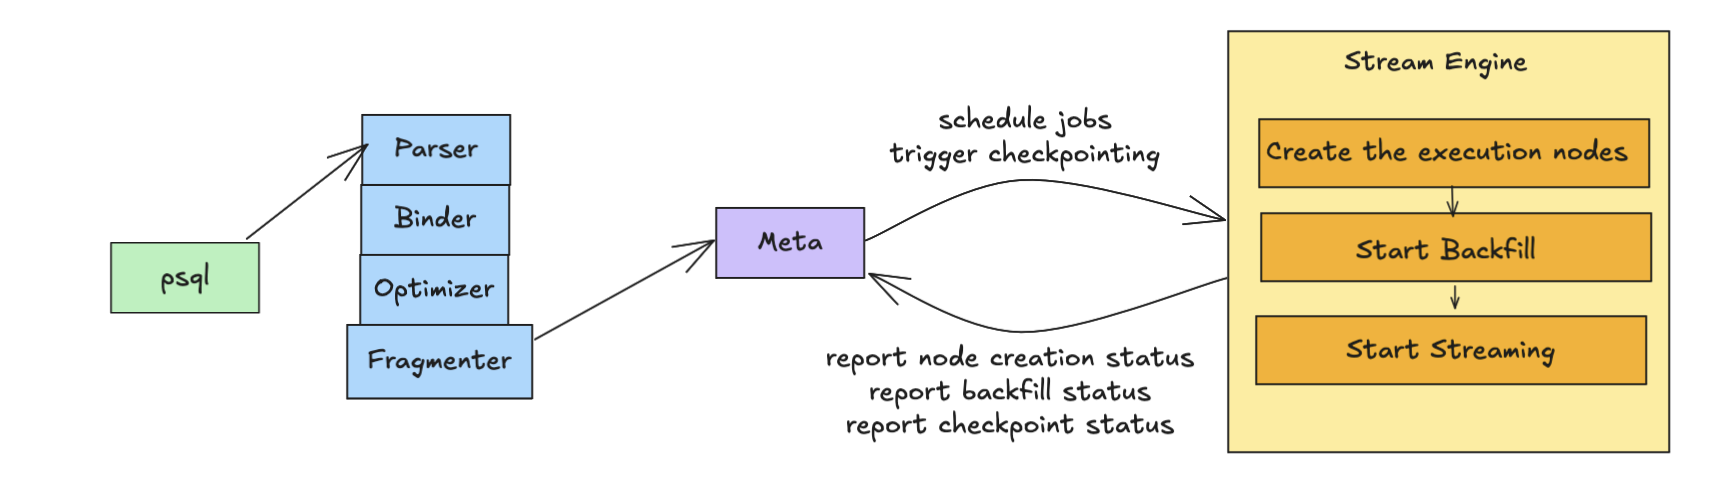 psql
Parser
Binder
Optimizer
Fragmenter
Meta
schedule jobs
trigger checkpointing
report node creation status
report backfill status
report checkpoint status
Stream Engine
Create the execution nodes
Start Backfill
Start Streaming